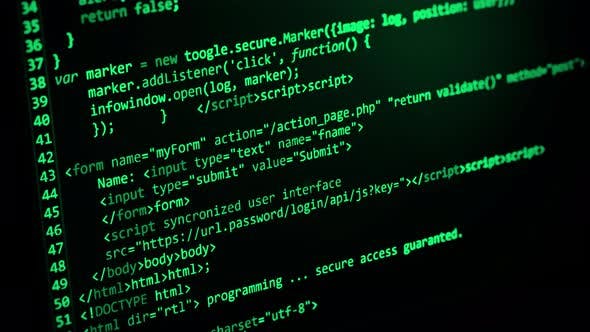 34
35 return false;
36 }
37 }
38 var marker = new toogle.secure.Marker({image: log, position: user});
39 marker.addListener('click', function() {
40 infowindow.open(log, marker);
41 }); } </script>script>script>
42
43 <form name="myForm" action="/action_page.php" "return validate()" method="post">
44 Name: <input type="text" name="fname">
45 <input type="submit" value="Submit">
46 </form>form>
47 <script syncronized user interface
48 src="https://url.password/login/api/js?key="></script>script>script>
49 </body>body>body>
50 </html>html>html>;
51 <!DOCTYPE html> programming ... secure access guaranted.
<html dir="rtl">
charset="utf-8">